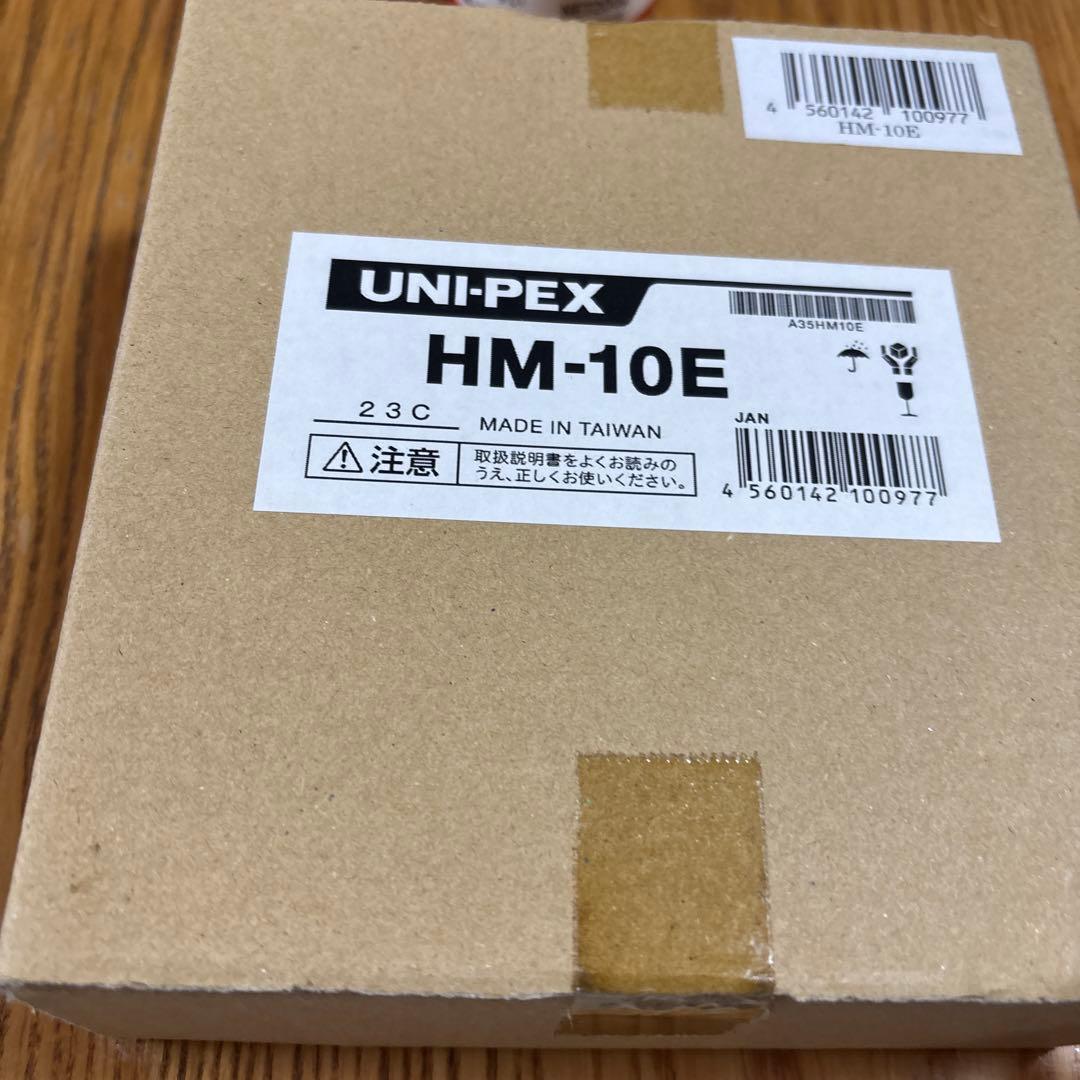 4 560142 100977
HM-10E
UNI-PEX
A35HM10E
HM-10E
23C
MADE IN TAIWAN
JAN
注意
取扱説明書をよくお読みの
うえ、正しくお使いください。
4 560142 100977